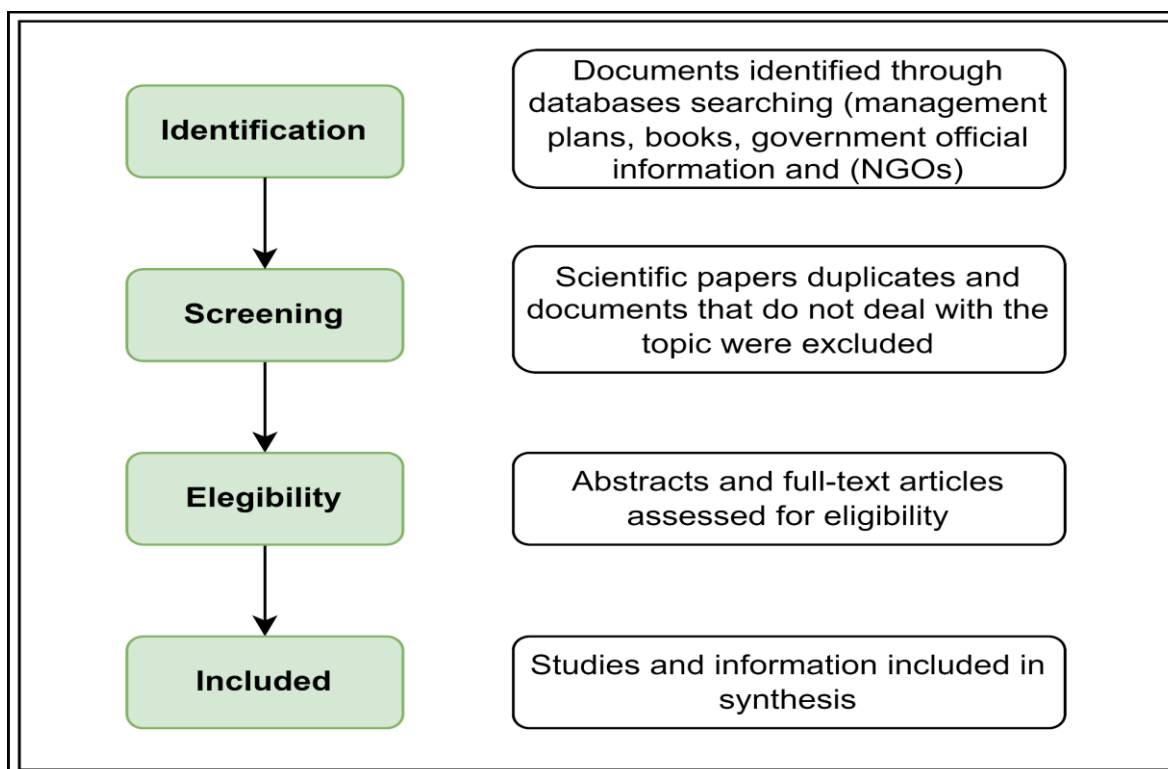 Identification
Documents identified through
databases searching (management
plans, books, government official
information and (NGOs)
Screening
Scientific papers duplicates and
documents that do not deal with the
topic were excluded
Elegibility
Abstracts and full-text articles
assessed for eligibility
Included
Studies and information included in
synthesis